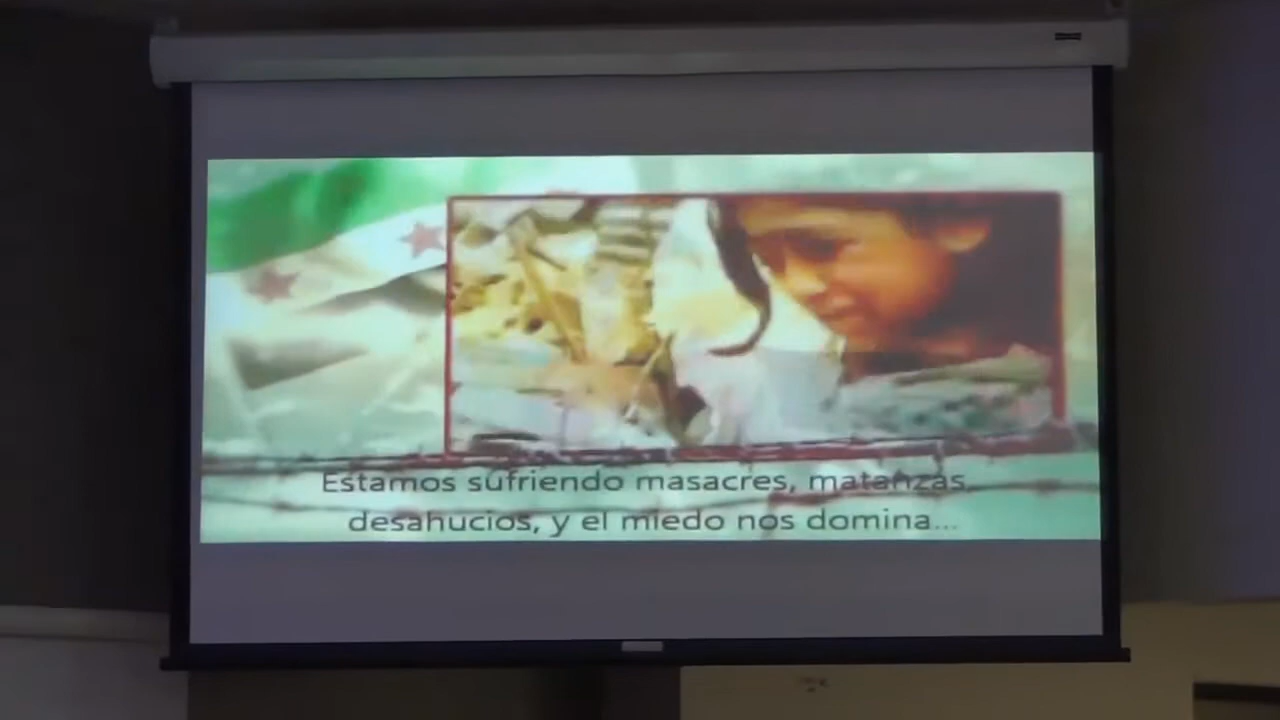 Estamos sufriendo masacres, matanzas,
desahucios, y el miedo nos domina...